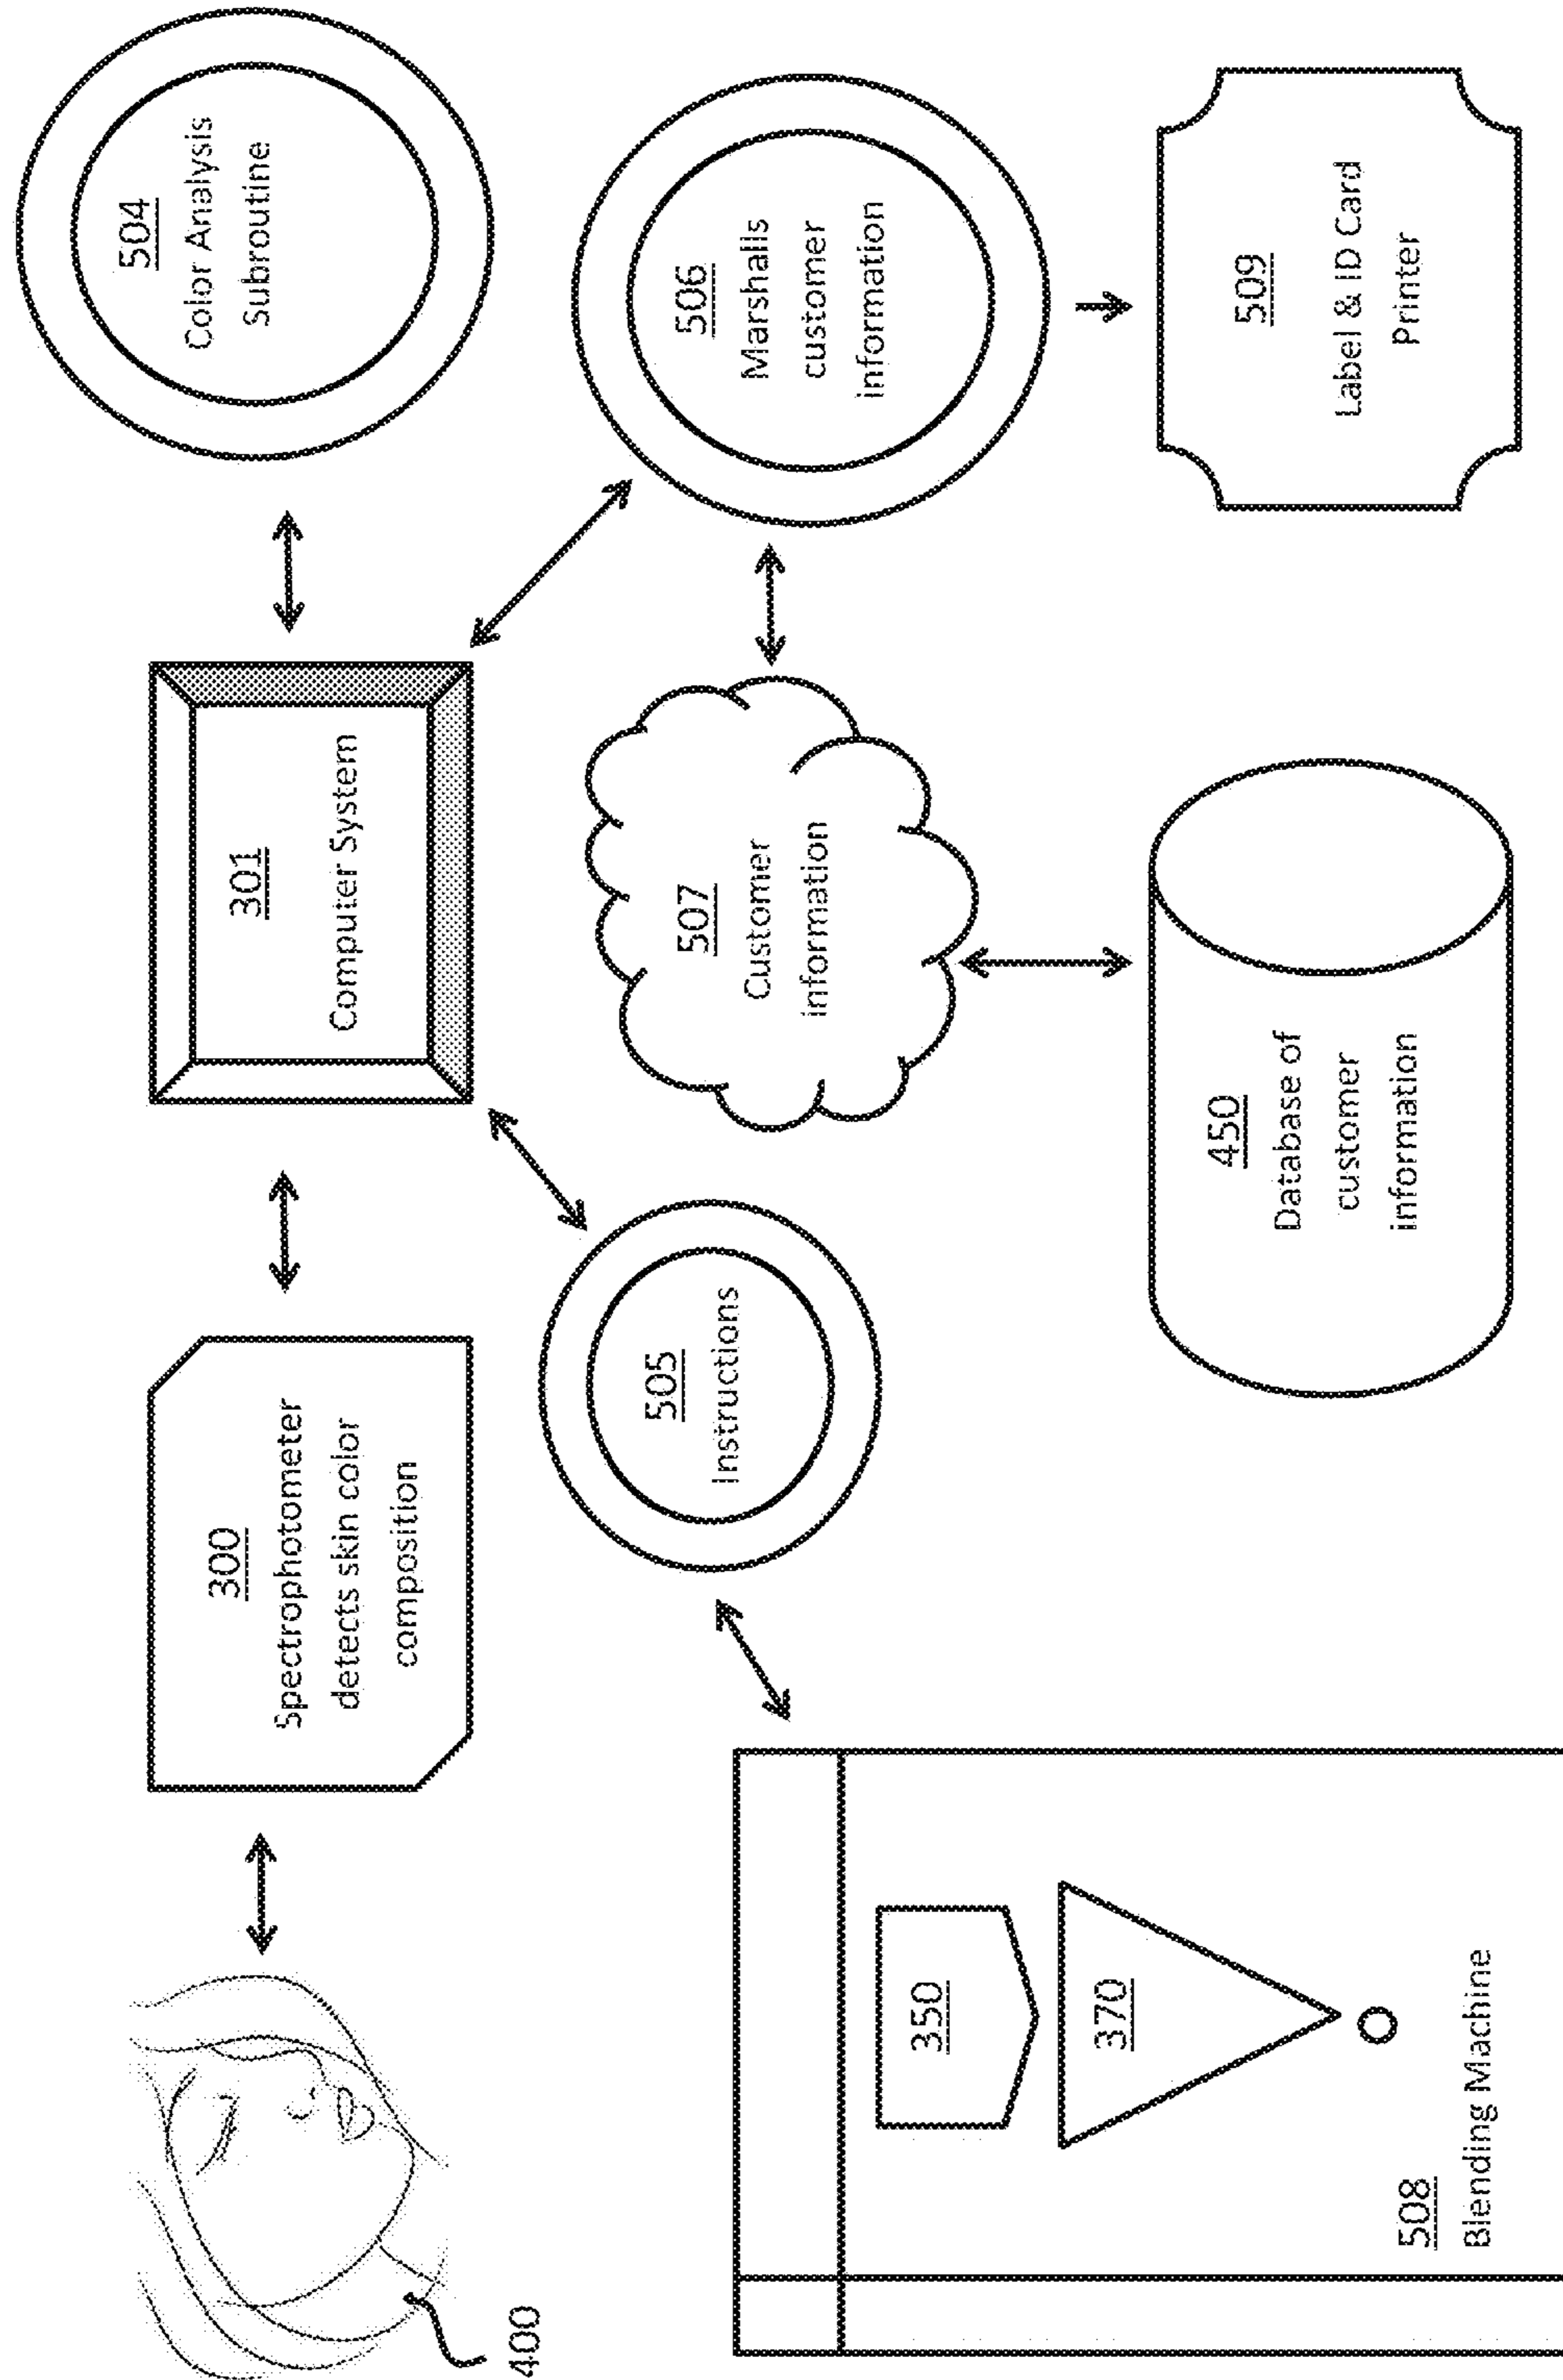 400
300
Spectrophotometer
detects skin color
composition
301
Computer System
504
Color Analysis
Subroutine
505
Instructions
507
Customer
information
506
Marshalls
customer
information
508
Blending Machine
350
370
450
Database of
customer
information
509
Label & ID Card
Printer